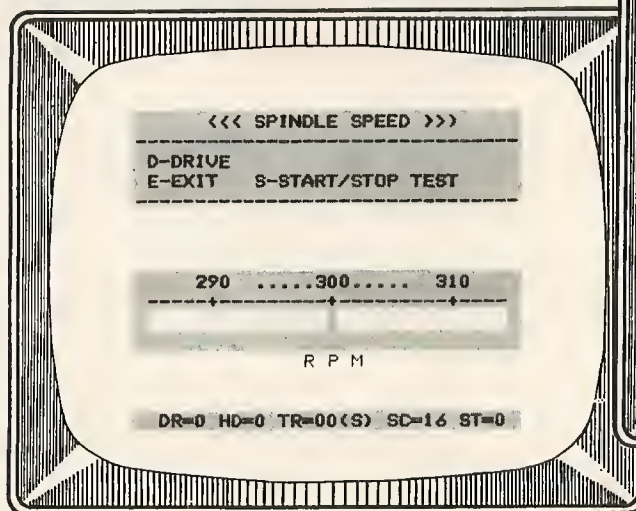 <<< SPINDLE SPEED >>>
D-DRIVE
E-EXIT S-START/STOP TEST
290 .....300..... 310
R P M
DR=0 HD=0 TR=00(S) SC=16 ST=0